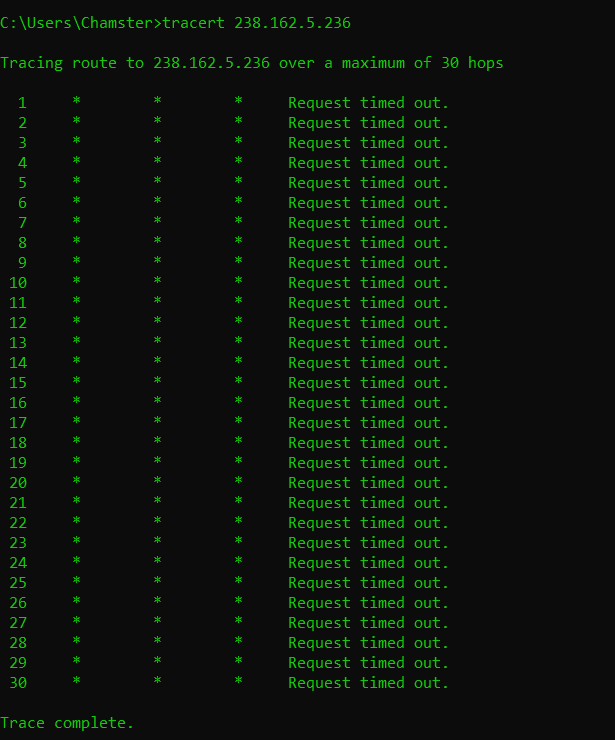 C:\Users\Chamster>tracert 238.162.5.236
Tracing route to 238.162.5.236 over a maximum of 30 hops
1 * * * Request timed out.
2 * * * Request timed out.
3 * * * Request timed out.
4 * * * Request timed out.
5 * * * Request timed out.
6 * * * Request timed out.
7 * * * Request timed out.
8 * * * Request timed out.
9 * * * Request timed out.
10 * * * Request timed out.
11 * * * Request timed out.
12 * * * Request timed out.
13 * * * Request timed out.
14 * * * Request timed out.
15 * * * Request timed out.
16 * * * Request timed out.
17 * * * Request timed out.
18 * * * Request timed out.
19 * * * Request timed out.
20 * * * Request timed out.
21 * * * Request timed out.
22 * * * Request timed out.
23 * * * Request timed out.
24 * * * Request timed out.
25 * * * Request timed out.
26 * * * Request timed out.
27 * * * Request timed out.
28 * * * Request timed out.
29 * * * Request timed out.
30 * * * Request timed out.
Trace complete.